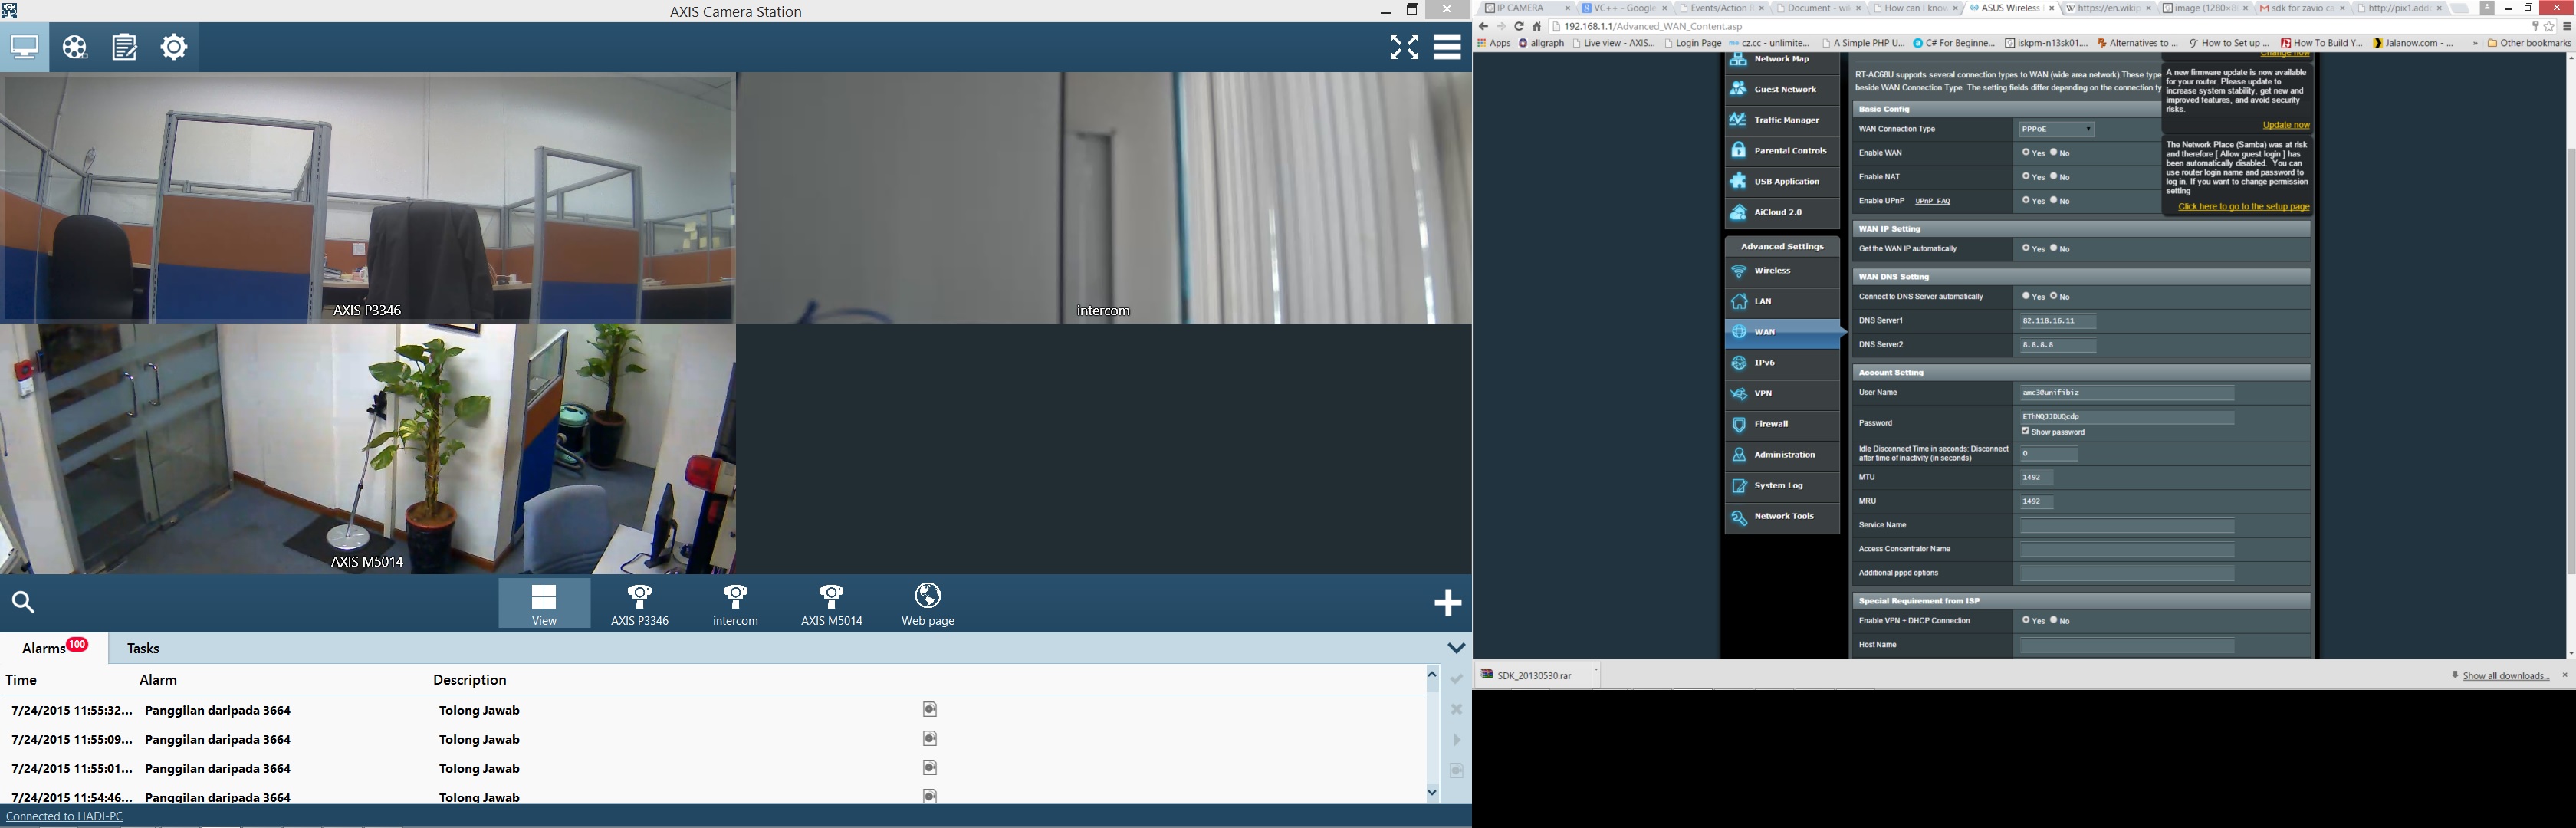 AXIS Camera Station
AXIS P3346
intercom
AXIS M5014
View
AXIS P3346
intercom
AXIS M5014
Web page
Alarms 100
Tasks
Time Alarm Description
7/24/2015 11:55:32... Panggilan daripada 3664 Tolong Jawab
7/24/2015 11:55:09... Panggilan daripada 3664 Tolong Jawab
7/24/2015 11:55:01... Panggilan daripada 3664 Tolong Jawab
7/24/2015 11:54:46... Panggilan daripada 3664 Tolong Jawab
Connected to HADI-PC
IP CAMERA
VC++ - Google
Events/Action
Document - wi
How can I know
ASUS Wireless
https://en.wikip
image (1280×
sdk for zavio ca
http://pix1.add
192.168.1.1/Advanced_WAN_Content.asp
Apps allgraph Live view - AXIS... Login Page cz.cc - unlimite... A Simple PHP U... C# For Beginne... iskpm-n13sk01.... Alternatives to ... How to Set up ... How To Build Y... Jalanow.com - ... » Other bookmarks
Network Map
Guest Network
Traffic Manager
Parental Controls
USB Application
AiCloud 2.0
Advanced Settings
Wireless
LAN
WAN
IPv6
VPN
Firewall
Administration
System Log
Network Tools
RT-AC68U supports several connection types to WAN (wide area network).These type
beside WAN Connection Type. The setting fields differ depending on the connection ty
Basic Config
WAN Connection Type PPPoE
Enable WAN Yes No
Enable NAT Yes No
Enable UPnP UPnP FAQ Yes No
WAN IP Setting
Get the WAN IP automatically Yes No
WAN DNS Setting
Connect to DNS Server automatically Yes No
DNS Server1 82.118.16.11
DNS Server2 8.8.8.8
Account Setting
User Name amc30unifibiz
Password EThNQJJDUQcdp
Show password
Idle Disconnect Time in seconds: Disconnect
after time of inactivity (in seconds) 0
MTU 1492
MRU 1492
Service Name
Access Concentrator Name
Additional pppd options
Special Requirement from ISP
Enable VPN + DHCP Connection Yes No
Host Name
Change now
A new firmware update is now available
for your router. Please update to
increase system stability, get new and
improved features, and avoid security
risks.
Update now
The Network Place (Samba) was at risk
and therefore [ Allow guest login ] has
been automatically disabled. You can
use router login name and password to
log in. If you want to change permission
setting
Click here to go to the setup page
SDK_20130530.rar
Show all downloads...